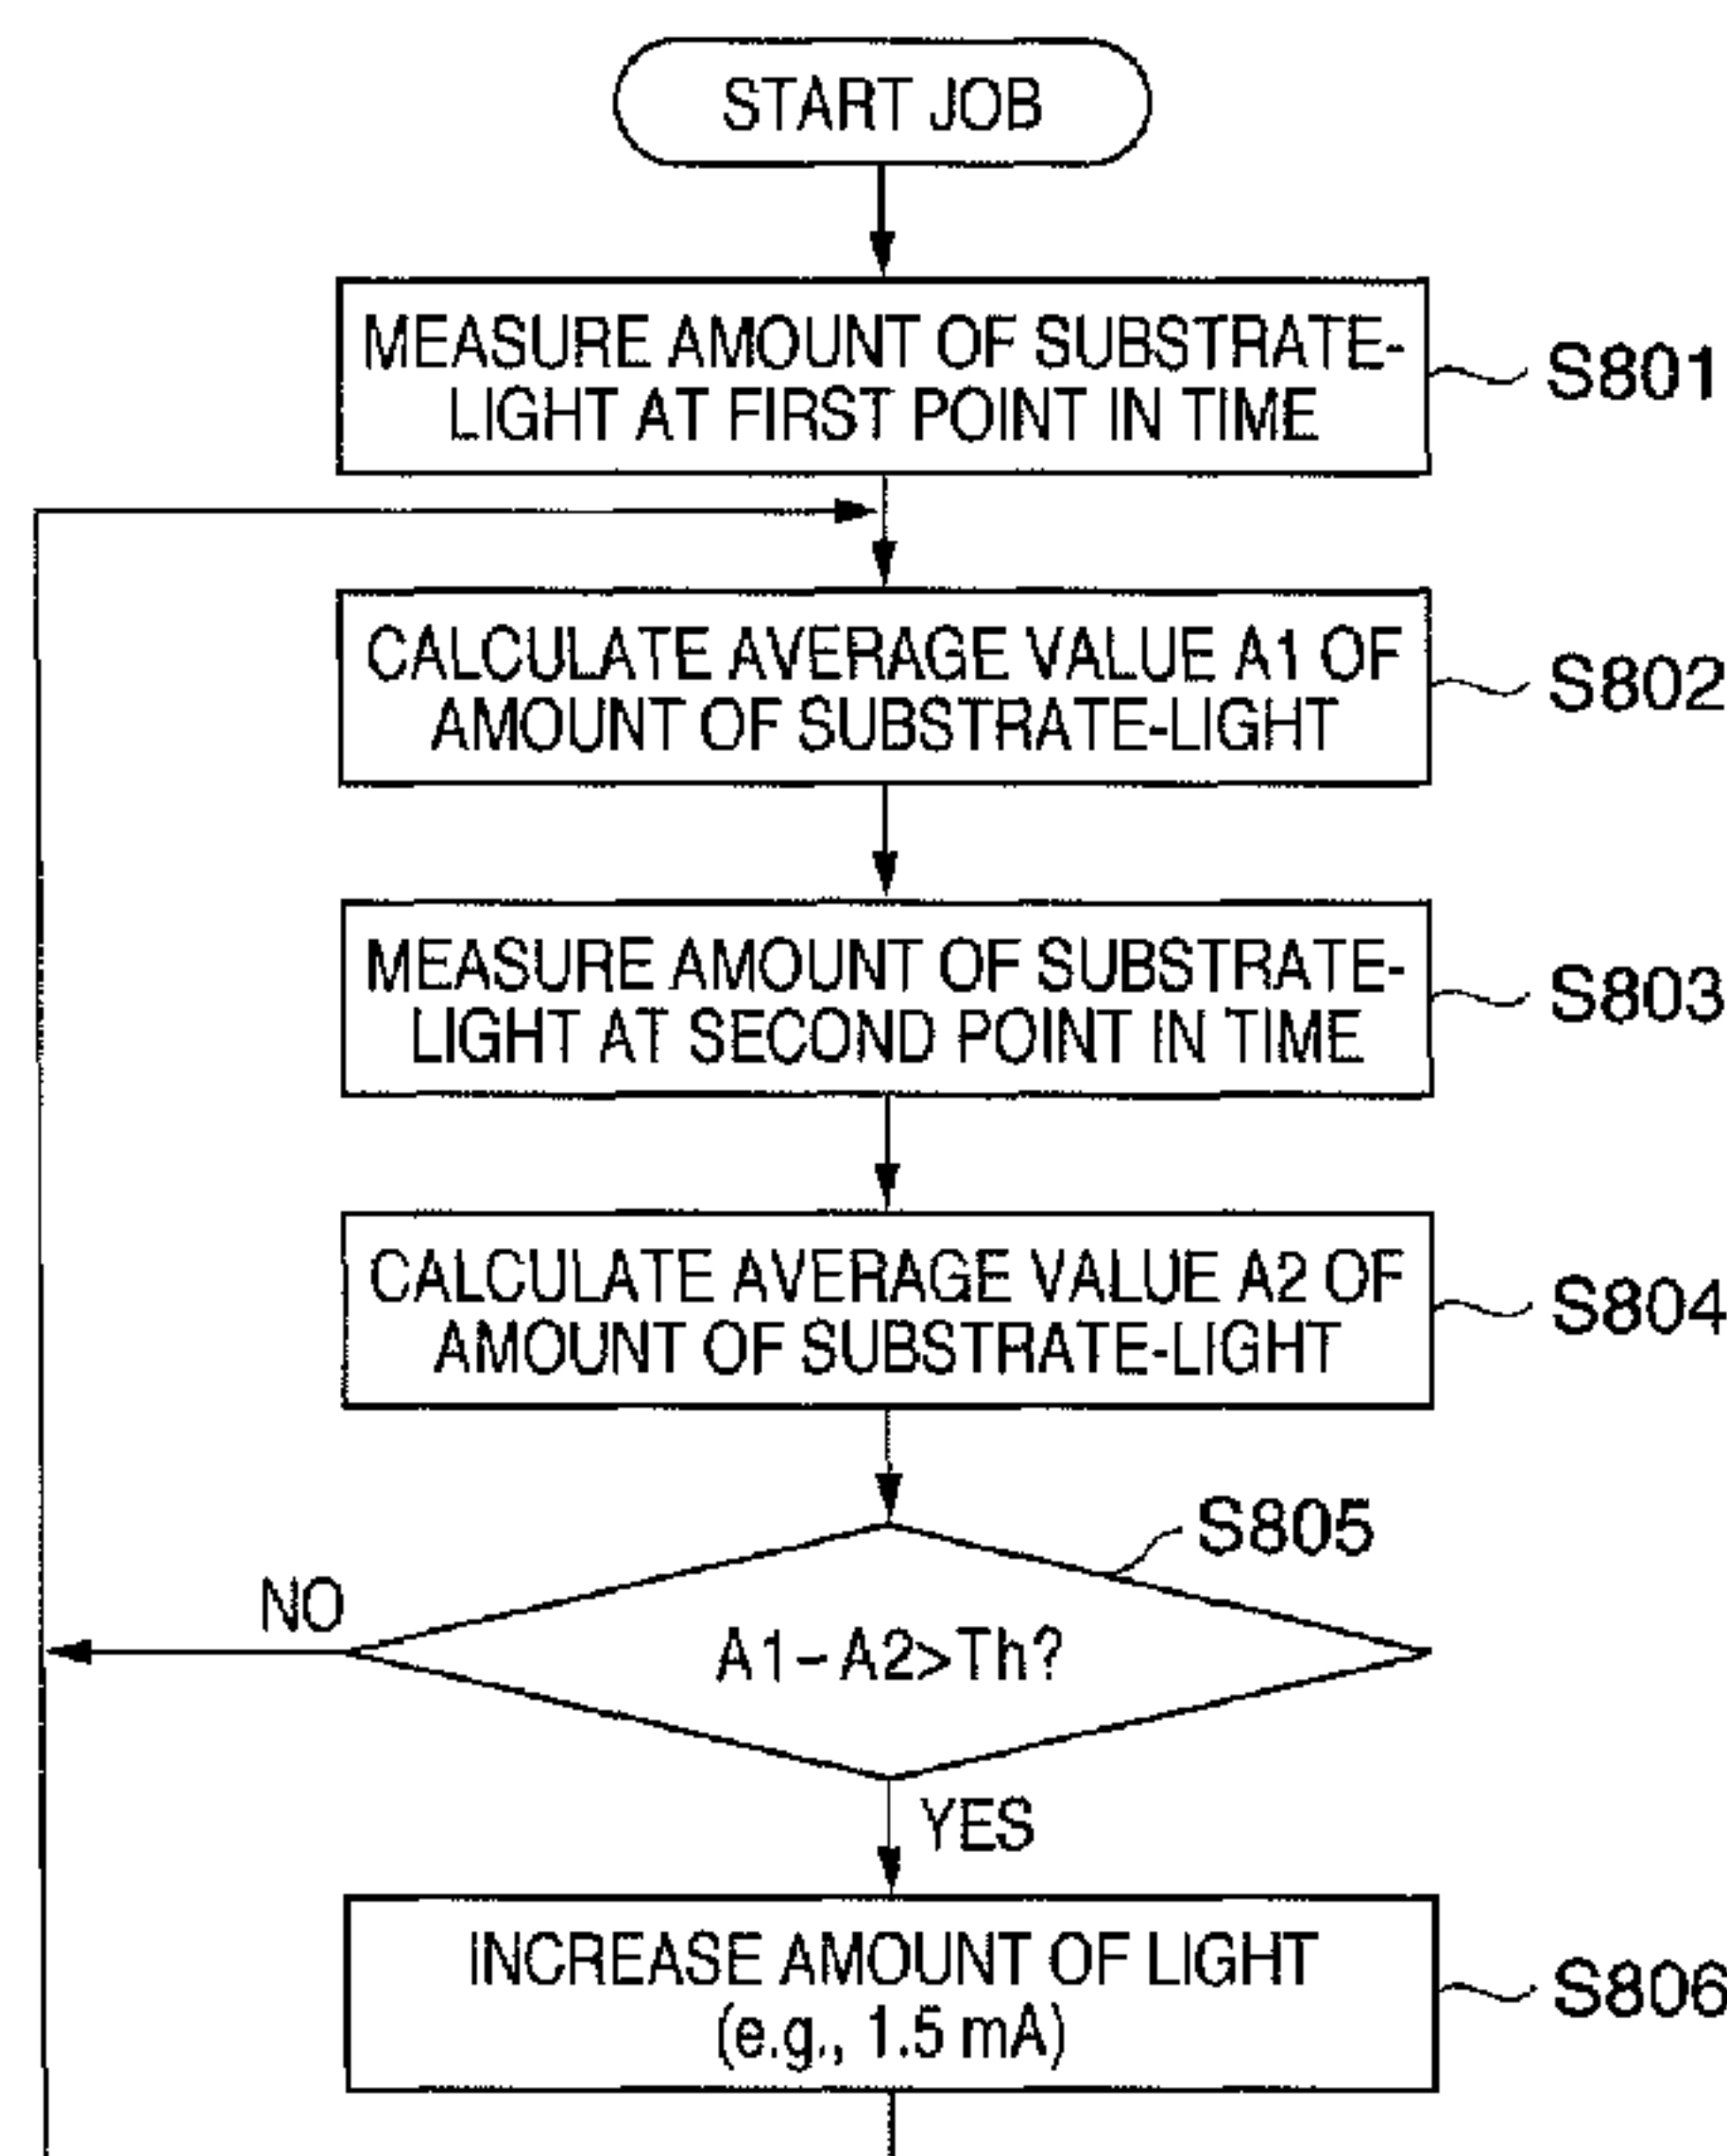 START JOB
MEASURE AMOUNT OF SUBSTRATE-
LIGHT AT FIRST POINT IN TIME
S801
CALCULATE AVERAGE VALUE A1 OF
AMOUNT OF SUBSTRATE-LIGHT
S802
MEASURE AMOUNT OF SUBSTRATE-
LIGHT AT SECOND POINT IN TIME
S803
CALCULATE AVERAGE VALUE A2 OF
AMOUNT OF SUBSTRATE-LIGHT
S804
S805
NO
A1-A2>Th?
YES
INCREASE AMOUNT OF LIGHT
(e.g., 1.5 mA)
S806